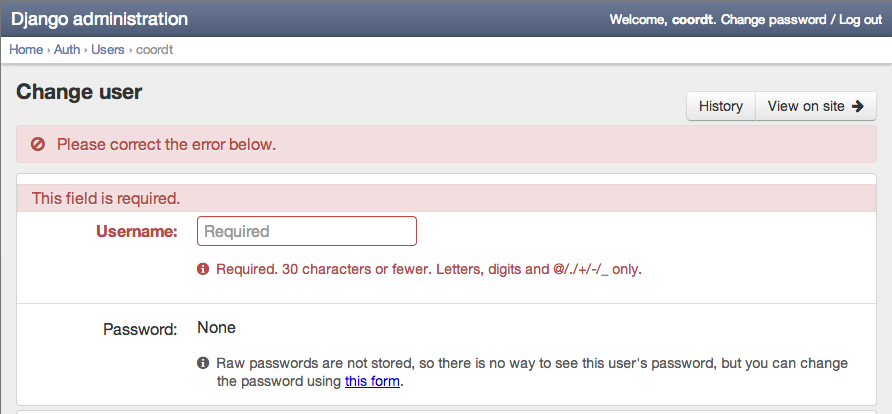 Django administration
Welcome, coordt. Change password / Log out
Home › Auth › Users › coordt
Change user
History
View on site
Please correct the error below.
This field is required.
Username:
Required
Required. 30 characters or fewer. Letters, digits and @/./+/-/_ only.
Password:
None
Raw passwords are not stored, so there is no way to see this user's password, but you can change
the password using this form.